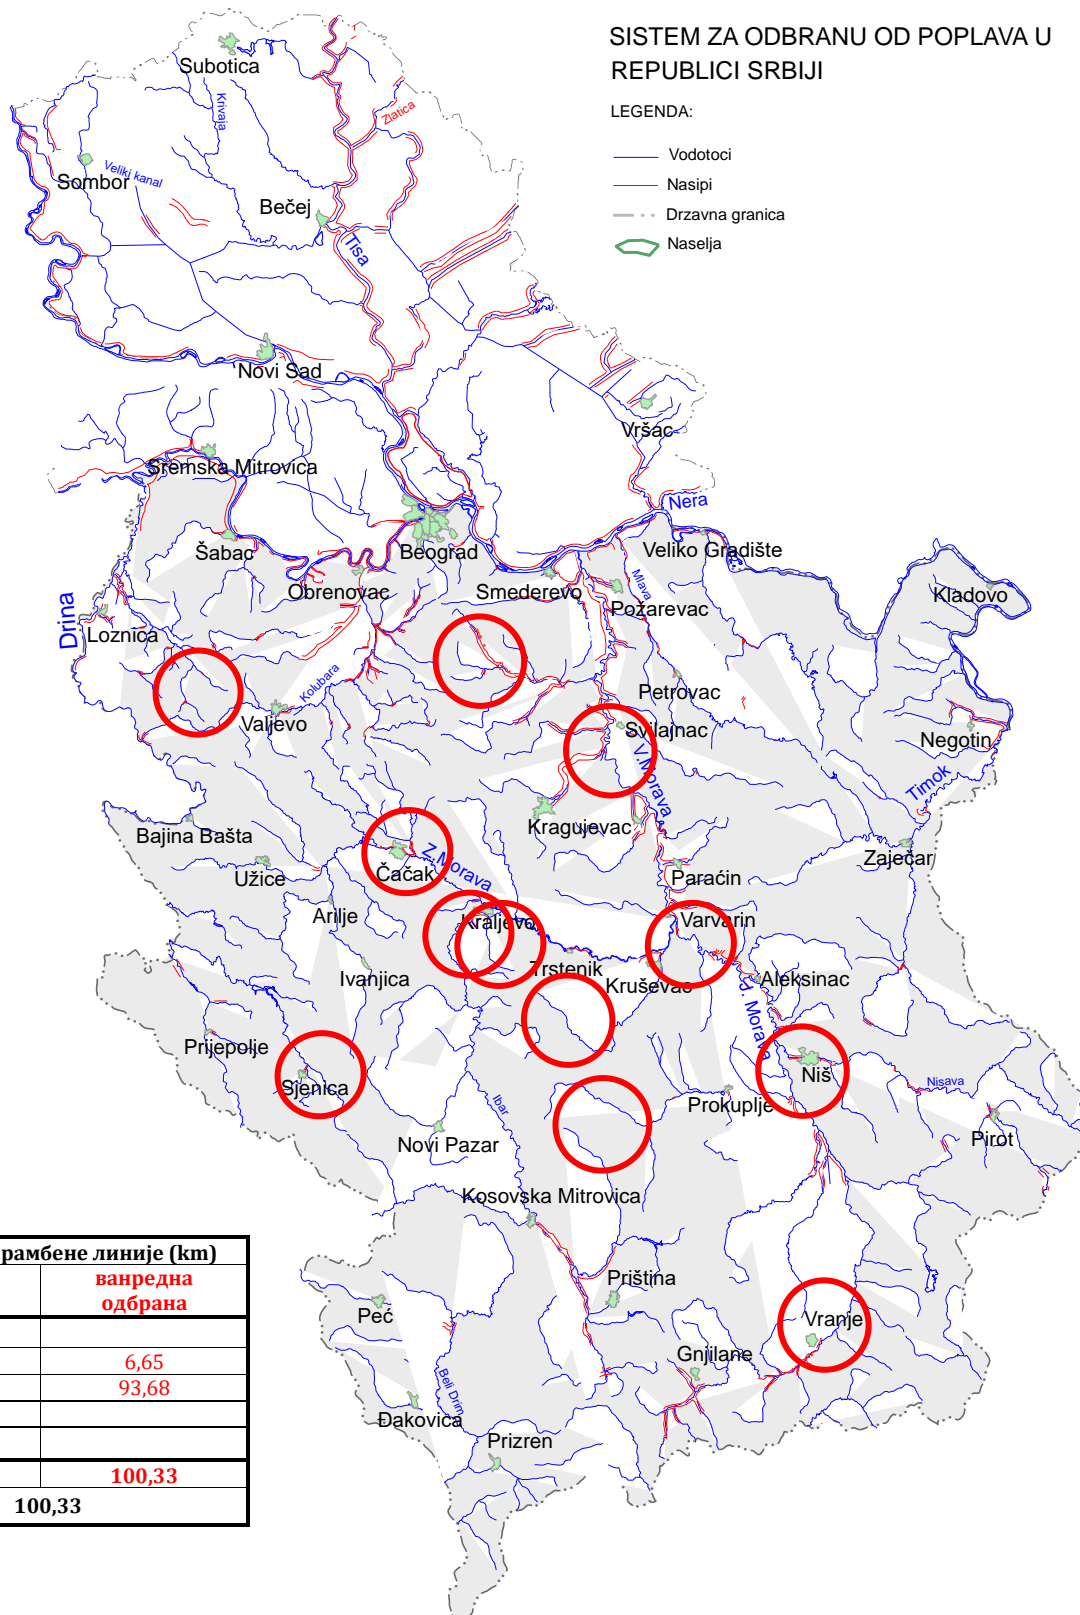 SISTEM ZA ODBRANU OD POPLAVA U
REPUBLICI SRBIJI
LEGENDA:
Vodotoci
Nasipi
Drzavna granica
Naselja
Subotica
Krivaja
Zlatica
Sombor
Veliki kanal
Bečej
Tisa
Novi Sad
Vršac
Sremska Mitrovica
Nera
Šabac
Beograd
Veliko Gradište
Obrenovac
Smederevo
Mlava
Požarevac
Kladovo
Drina
Loznica
Kolubara
Petrovac
Valjevo
Svilajnac
Negotin
V.Morava
Timok
Bajina Bašta
Kragujevac
Zaječar
Užice
Čačak
Z.Morava
Paraćin
Arilje
Kraljevo
Varvarin
Ivanjica
Trstenik
Kruševac
Aleksinac
J. Morava
Prijepolje
Sjenica
Niš
Nisava
Ibar
Prokuplje
Pirot
Novi Pazar
Kosovska Mitrovica
Priština
Peć
Vranje
Gnjilane
Beli Drim
Đakovica
Prizren
рамбене линије (km)
ванредна
одбрана
6,65
93,68
100,33
100,33